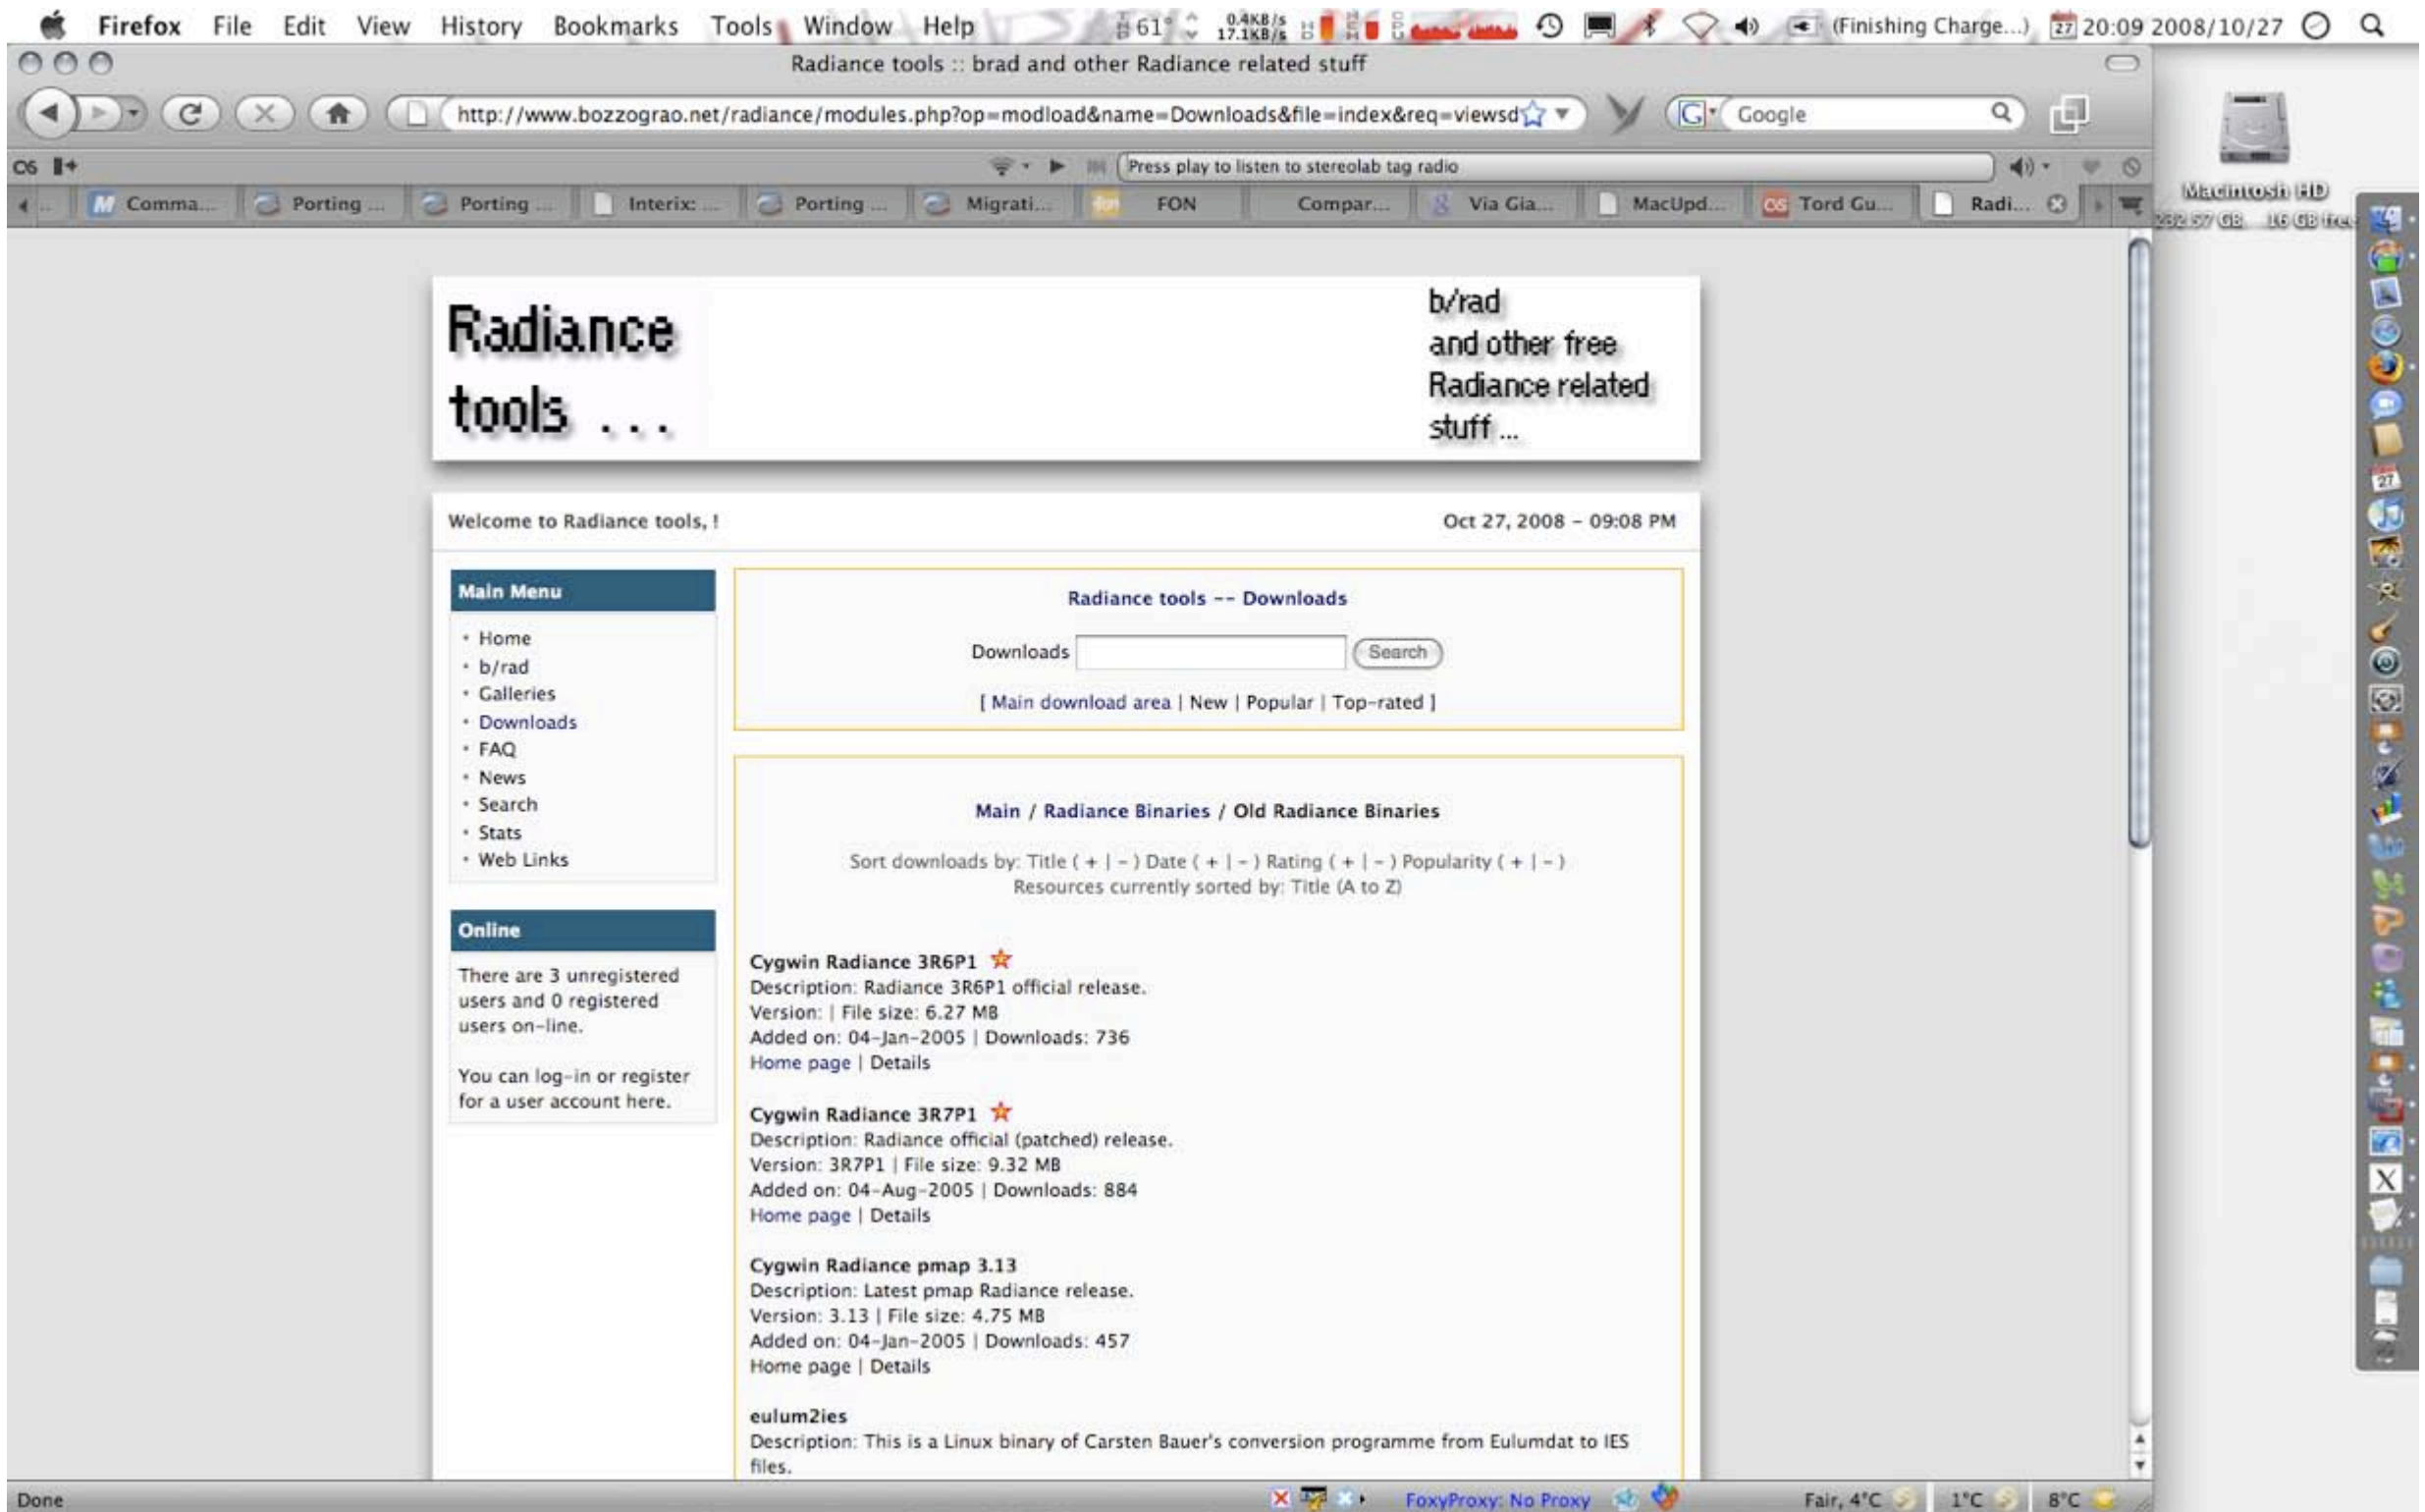 Firefox File Edit View History Bookmarks Tools Window Help 61° 0.4KB/s 17.1KB/s (Finishing Charge...) 27 20:09 2008/10/27
Radiance tools :: brad and other Radiance related stuff
http://www.bozzograo.net/radiance/modules.php?op=modload&name=Downloads&file=index&req=viewsd Google
Press play to listen to stereolab tag radio
Comma... Porting ... Porting ... Interix: ... Porting ... Migrati... FON Compar... Via Gia... MacUpd... Tord Gu... Radi...
Macintosh HD
Radiance
tools ...
b/rad
and other free
Radiance related
stuff ...
Welcome to Radiance tools, !
Oct 27, 2008 - 09:08 PM
Main Menu
Home
b/rad
Galleries
Downloads
FAQ
News
Search
Stats
Web Links
Online
There are 3 unregistered
users and 0 registered
users on-line.
You can log-in or register
for a user account here.
Radiance tools -- Downloads
Downloads Search
[ Main download area | New | Popular | Top-rated ]
Main / Radiance Binaries / Old Radiance Binaries
Sort downloads by: Title ( + | - ) Date ( + | - ) Rating ( + | - ) Popularity ( + | - )
Resources currently sorted by: Title (A to Z)
Cygwin Radiance 3R6P1
Description: Radiance 3R6P1 official release.
Version: | File size: 6.27 MB
Added on: 04-Jan-2005 | Downloads: 736
Home page | Details
Cygwin Radiance 3R7P1
Description: Radiance official (patched) release.
Version: 3R7P1 | File size: 9.32 MB
Added on: 04-Aug-2005 | Downloads: 884
Home page | Details
Cygwin Radiance pmap 3.13
Description: Latest pmap Radiance release.
Version: 3.13 | File size: 4.75 MB
Added on: 04-Jan-2005 | Downloads: 457
Home page | Details
eulum2ies
Description: This is a Linux binary of Carsten Bauer's conversion programme from Eulumdat to IES
files.
Done
FoxyProxy: No Proxy
Fair, 4°C 1°C 8°C